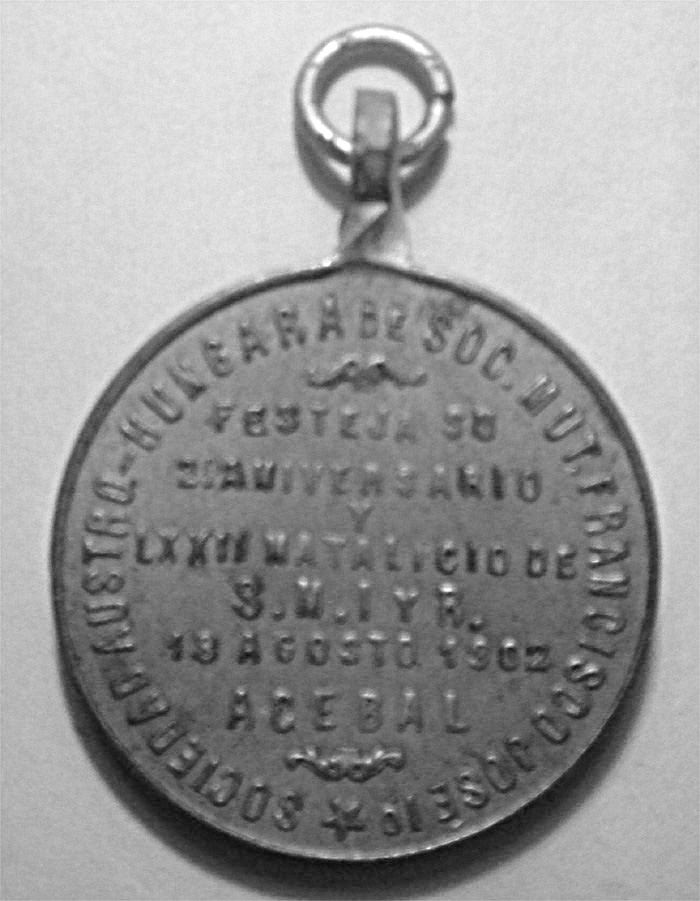 SOCIEDAD AUSTRO-HUNGARA DE SOC. MUT. FRANCISCO JOSE Iº
FESTEJA SU
2º ANIVERSARIO
Y
LXXII NATALICIO DE
S.M.I Y R.
18 AGOSTO 1902
ACEBAL